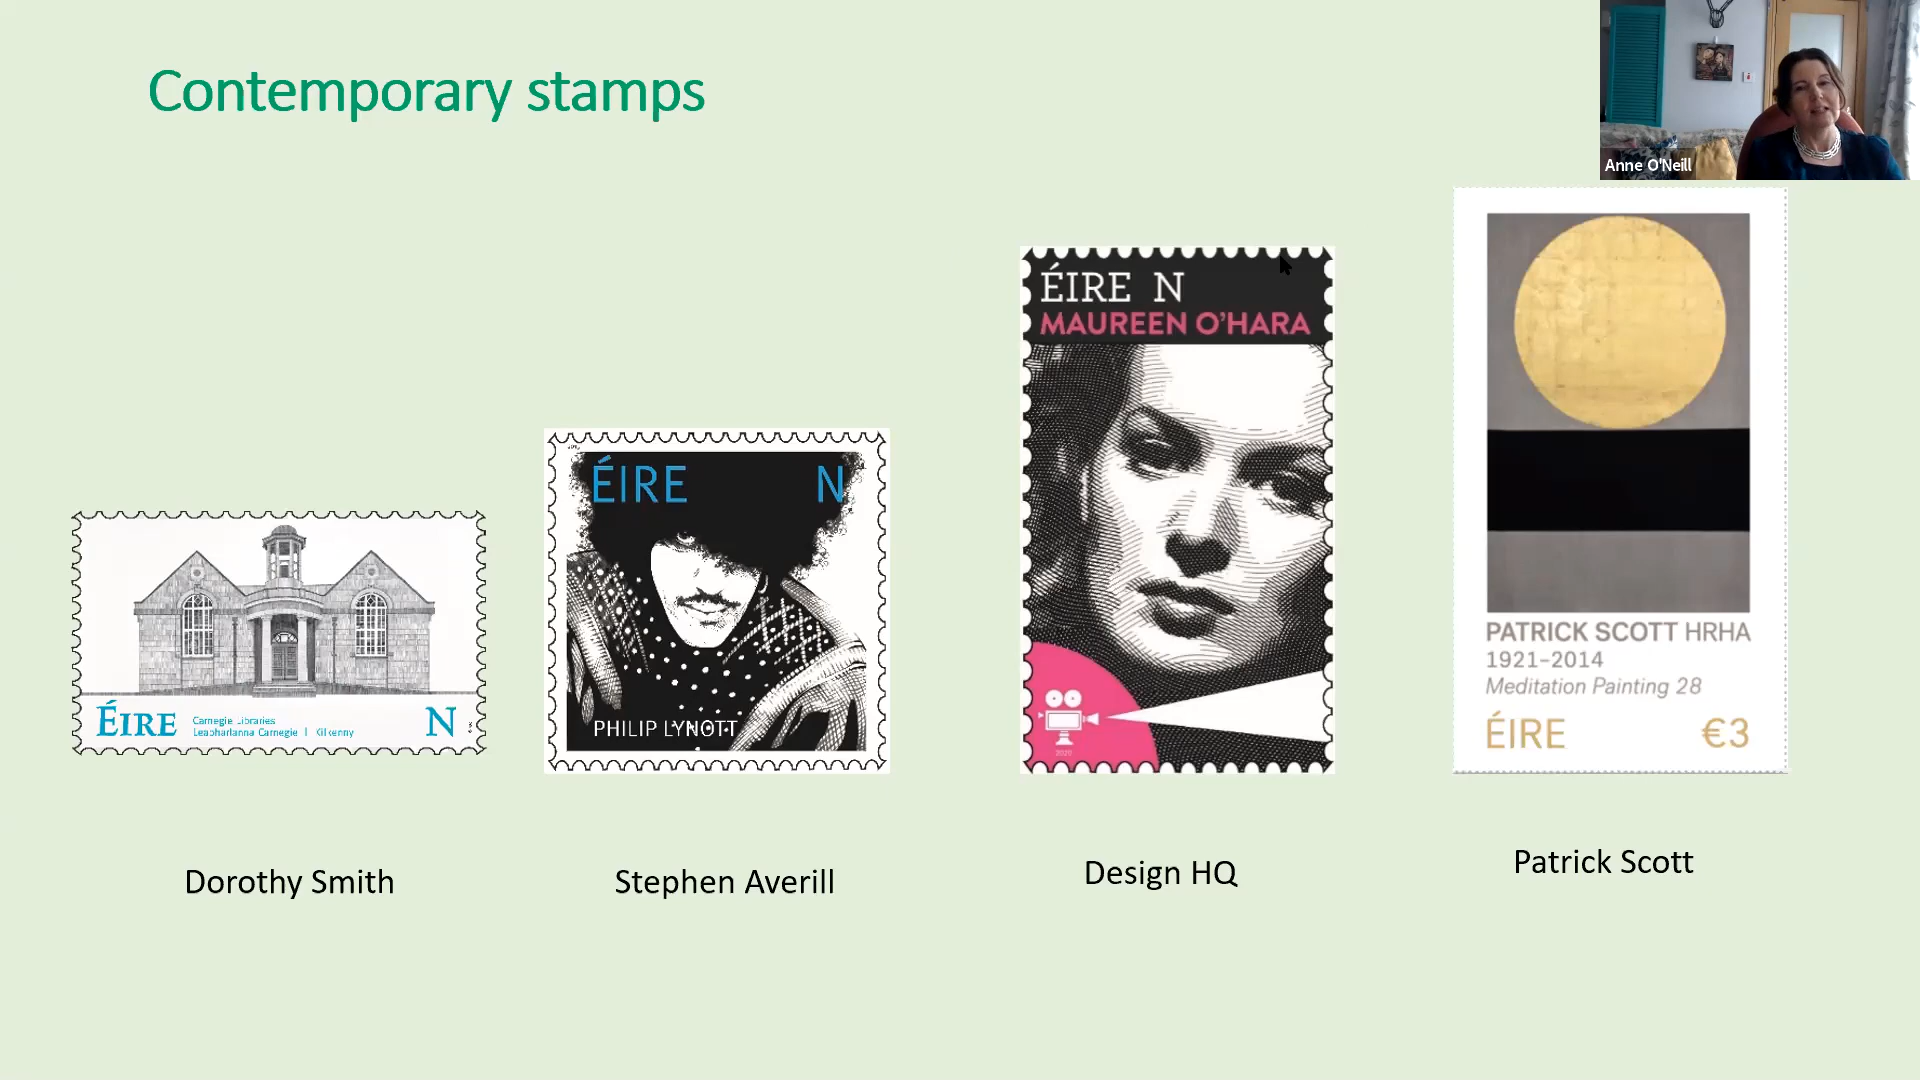 Contemporary stamps
Anne O'Neill
ÉIRE
Carnegie Libraries
Leabharlanna Carnegie | Kilkenny
N
ÉIRE N
PHILIP LYNOTT
ÉIRE N
MAUREEN O'HARA
2020
PATRICK SCOTT HRHA
1921–2014
Meditation Painting 28
ÉIRE €3
Dorothy Smith
Stephen Averill
Design HQ
Patrick Scott